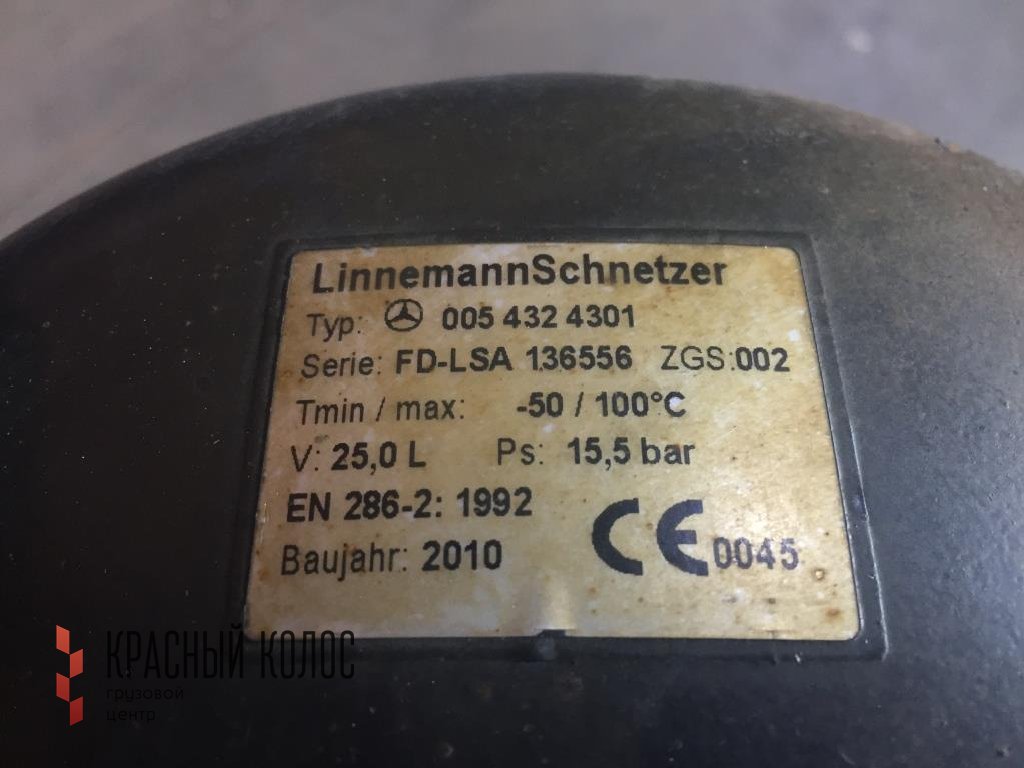 LinnemannSchnetzer
Typ: 005 432 4301
Serie: FD-LSA 136556 ZGS:002
Tmin / max: -50 / 100°C
V: 25,0 L Ps: 15,5 bar
EN 286-2: 1992
Baujahr: 2010 CE 0045
КРАСНЫЙ КОЛОС
грузовой
центр